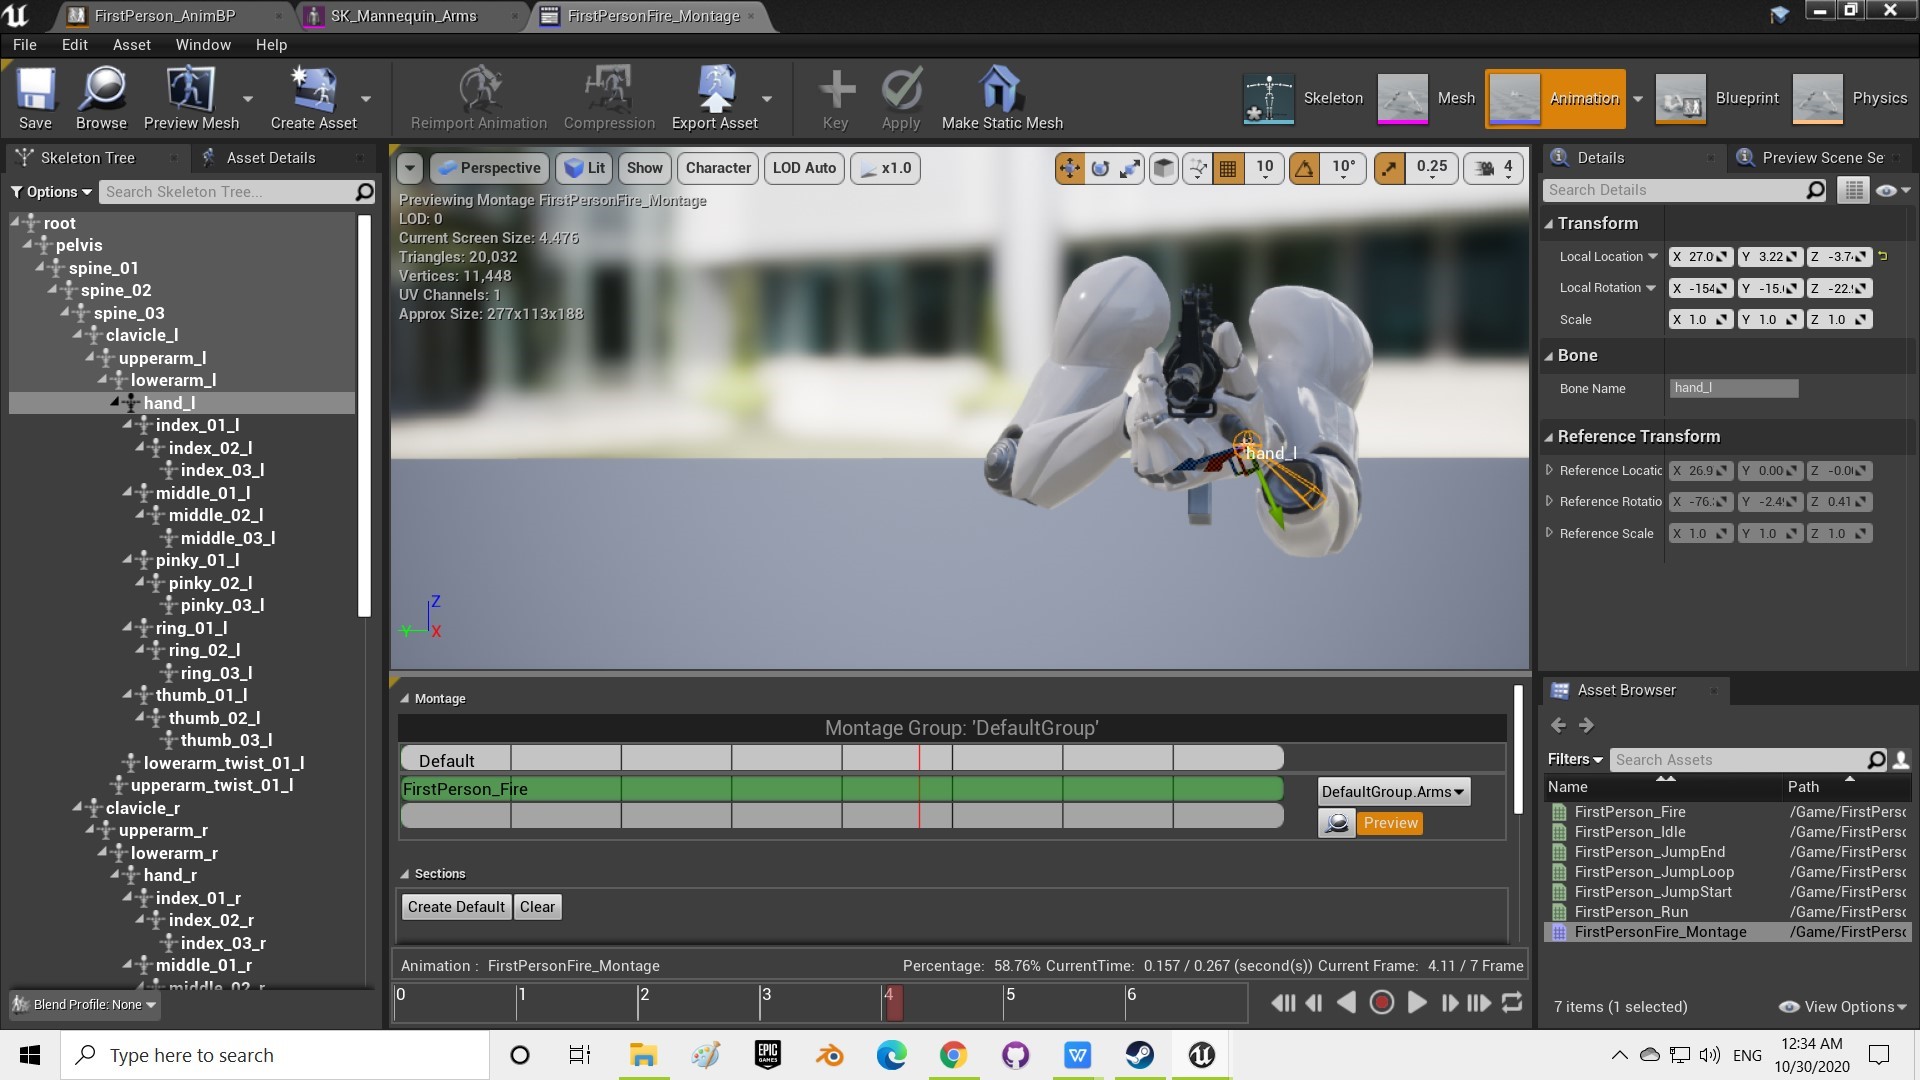 FirstPerson_AnimBP
SK_Mannequin_Arms
FirstPersonFire_Montage
File Edit Asset Window Help
Save
Browse
Preview Mesh
Create Asset
Reimport Animation
Compression
Export Asset
Key
Apply
Make Static Mesh
Skeleton
Mesh
Animation
Blueprint
Physics
Skeleton Tree
Asset Details
Options
Search Skeleton Tree...
root
pelvis
spine_01
spine_02
spine_03
clavicle_l
upperarm_l
lowerarm_l
hand_l
index_01_l
index_02_l
index_03_l
middle_01_l
middle_02_l
middle_03_l
pinky_01_l
pinky_02_l
pinky_03_l
ring_01_l
ring_02_l
ring_03_l
thumb_01_l
thumb_02_l
thumb_03_l
lowerarm_twist_01_l
upperarm_twist_01_l
clavicle_r
upperarm_r
lowerarm_r
hand_r
index_01_r
index_02_r
index_03_r
middle_01_r
middle_02_r
Blend Profile: None
Perspective Lit Show Character LOD Auto x1.0
10 10° 0.25 4
Previewing Montage FirstPersonFire_Montage
LOD: 0
Current Screen Size: 4.476
Triangles: 20,032
Vertices: 11,448
UV Channels: 1
Approx Size: 277x113x188
hand_l
Z
Y X
Montage
Montage Group: 'DefaultGroup'
Default
FirstPerson_Fire
DefaultGroup.Arms
Preview
Sections
Create Default Clear
Animation : FirstPersonFire_Montage
Percentage: 58.76% CurrentTime: 0.157 / 0.267 (second(s)) Current Frame: 4.11 / 7 Frame
0 1 2 3 4 5 6
Details
Preview Scene Se
Search Details
Transform
Local Location X 27.0 Y 3.22 Z -3.7
Local Rotation X -154 Y -15. Z -22.
Scale X 1.0 Y 1.0 Z 1.0
Bone
Bone Name hand_l
Reference Transform
Reference Locatic X 26.9 Y 0.00 Z -0.0
Reference Rotatio X -76. Y -2.4 Z 0.41
Reference Scale X 1.0 Y 1.0 Z 1.0
Asset Browser
Filters Search Assets
Name Path
FirstPerson_Fire /Game/FirstPers
FirstPerson_Idle /Game/FirstPers
FirstPerson_JumpEnd /Game/FirstPers
FirstPerson_JumpLoop /Game/FirstPers
FirstPerson_JumpStart /Game/FirstPers
FirstPerson_Run /Game/FirstPers
FirstPersonFire_Montage /Game/FirstPers
7 items (1 selected)
View Options
Type here to search
EPIC GAMES
W
ENG
12:34 AM
10/30/2020